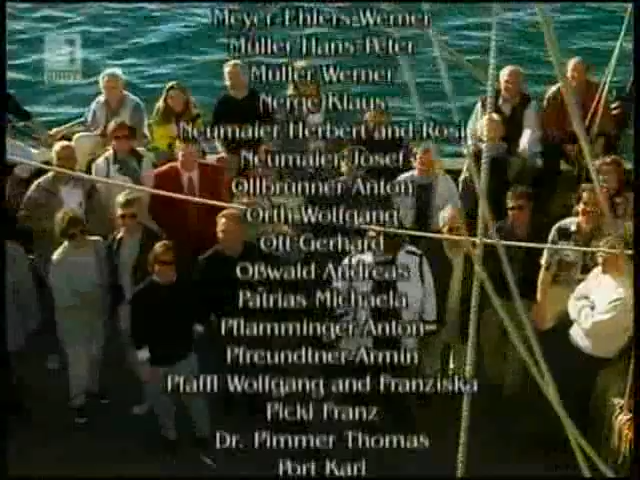 Meyer-Ehlers Werner
Müller Hans-Peter
Müller Werner
Nerge Klaus
Neumaier Herbert and Rosi
Neumaier Josef
Ollbrunner Anton
Orth Wolfgang
Ott Gerhard
Oßwald Andreas
Patrias Michaela
Pflamminger Anton
Pfreundtner Armin
Pfaffl Wolfgang and Franziska
Pickl Franz
Dr. Pimmer Thomas
Port Karl